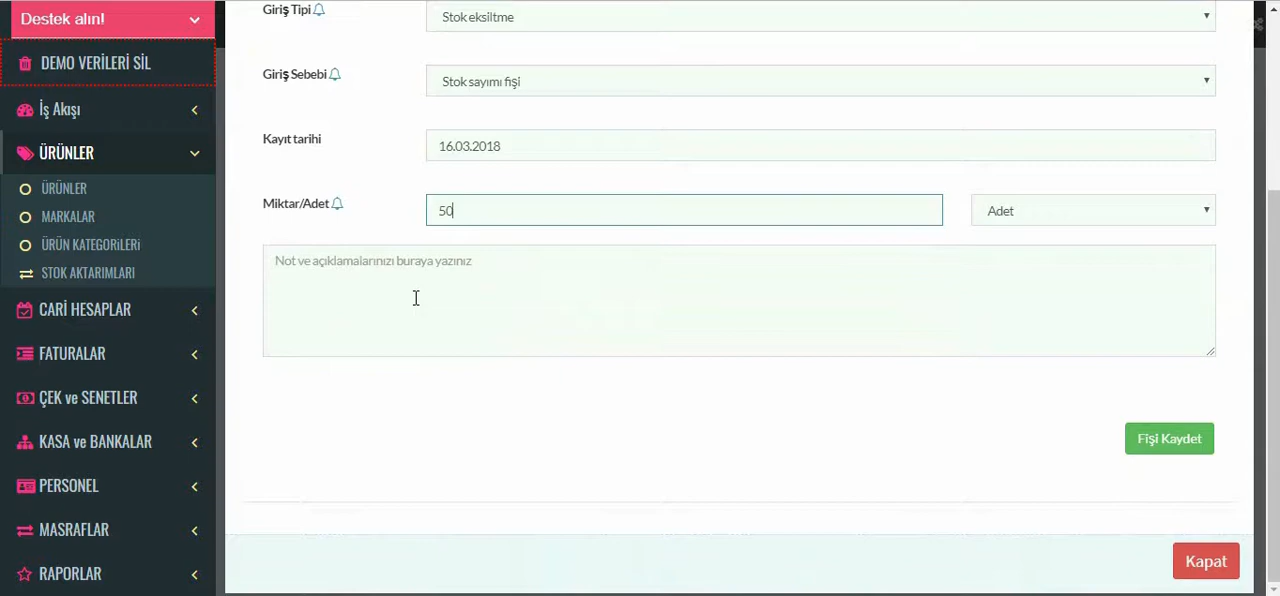 Destek alın!
DEMO VERİLERİ SİL
İş Akışı
ÜRÜNLER
ÜRÜNLER
MARKALAR
ÜRÜN KATEGORiLERi
STOK AKTARIMLARI
CARİ HESAPLAR
FATURALAR
ÇEK ve SENETLER
KASA ve BANKALAR
PERSONEL
MASRAFLAR
RAPORLAR
Giriş Tipi
Stok eksiltme
Giriş Sebebi
Stok sayımı fişi
Kayıt tarihi
16.03.2018
Miktar/Adet
50
Adet
Not ve açıklamalarınızı buraya yazınız
Fişi Kaydet
Kapat